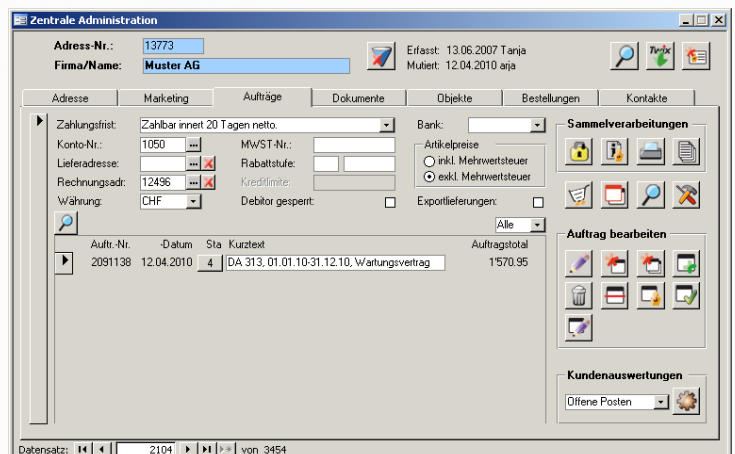 Zentrale Administration
Adress-Nr.: 13773
Firma/Name: Muster AG
Erfasst: 13.06.2007 Tanja
Mutiert: 12.04.2010 arja
Twix
Adresse Marketing Aufträge Dokumente Objekte Bestellungen Kontakte
Zahlungsfrist: Zahlbar innert 20 Tagen netto. Bank:
Konto-Nr.: 1050 ... MWST-Nr.:
Artikelpreise
Lieferadresse: ... Rabattstufe: inkl. Mehrwertsteuer
Rechnungsadr: 12496 ... Kreditlimite: exkl. Mehrwertsteuer
Währung: CHF Debitor gesperrt: Exportlieferungen:
Alle
Auftr.-Nr. -Datum Sta Kurztext Auftragstotal
2091138 12.04.2010 4 DA 313, 01.01.10-31.12.10, Wartungsvertrag 1'570.95
Sammelverarbeitungen
Auftrag bearbeiten
Kundenauswertungen
Offene Posten
Datensatz: 2104 von 3454